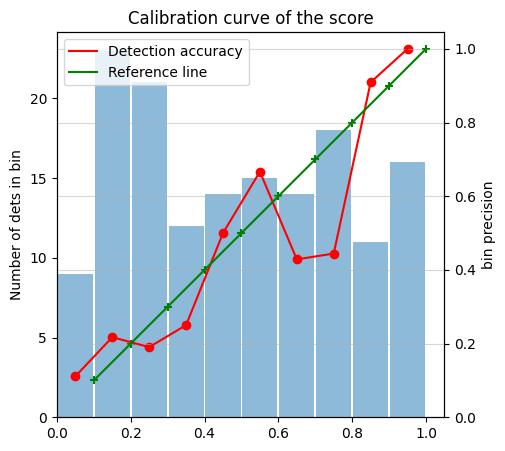 Calibration curve of the score
Detection accuracy
Reference line
Number of dets in bin
bin precision
20
15
10
5
0
1.0
0.8
0.6
0.4
0.2
0.0
0.0 0.2 0.4 0.6 0.8 1.0